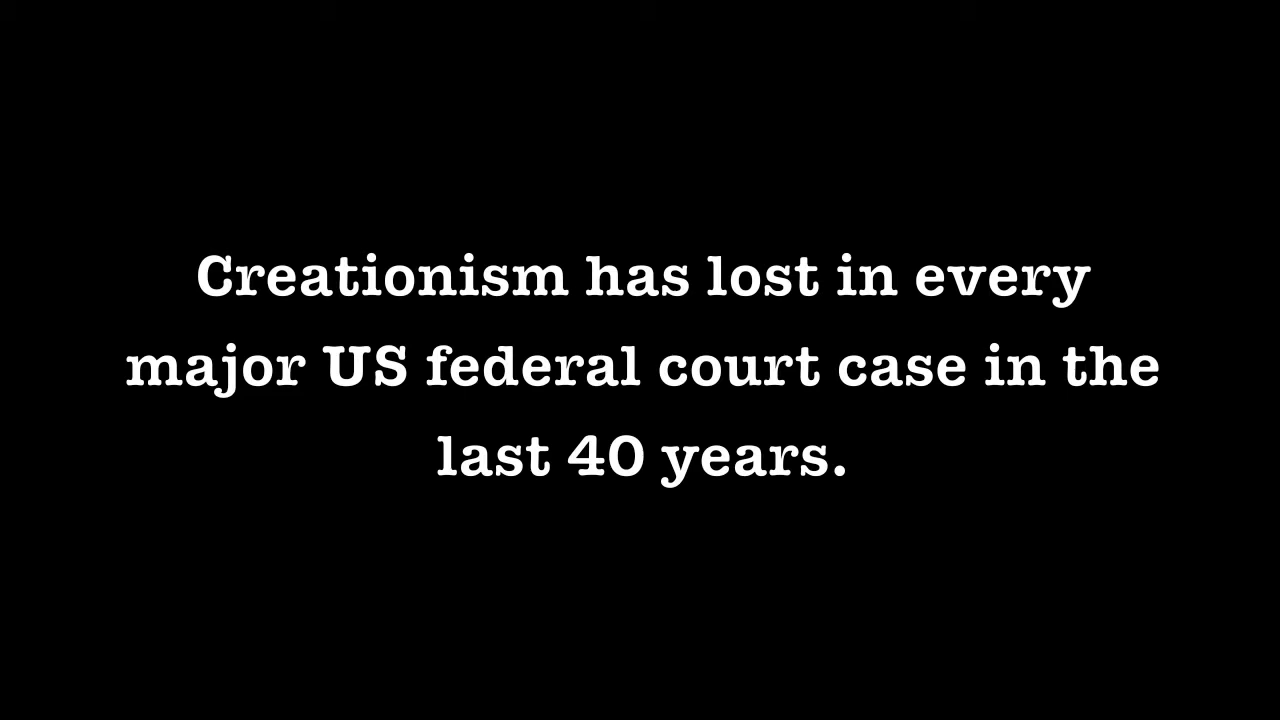 Creationism has lost in every
major US federal court case in the
last 40 years.